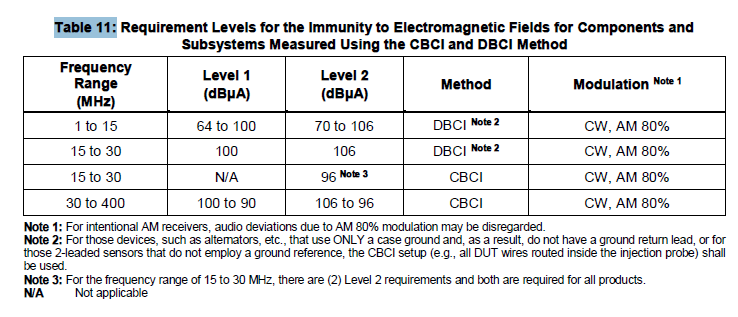 Table 11: Requirement Levels for the Immunity to Electromagnetic Fields for Components and
Subsystems Measured Using the CBCI and DBCI Method
Frequency Range (MHz) Level 1 (dBµA) Level 2 (dBµA) Method Modulation Note 1
1 to 15 64 to 100 70 to 106 DBCI Note 2 CW, AM 80%
15 to 30 100 106 DBCI Note 2 CW, AM 80%
15 to 30 N/A 96 Note 3 CBCI CW, AM 80%
30 to 400 100 to 90 106 to 96 CBCI CW, AM 80%
Note 1: For intentional AM receivers, audio deviations due to AM 80% modulation may be disregarded.
Note 2: For those devices, such as alternators, etc., that use ONLY a case ground and, as a result, do not have a ground return lead, or for
those 2-leaded sensors that do not employ a ground reference, the CBCI setup (e.g., all DUT wires routed inside the injection probe) shall
be used.
Note 3: For the frequency range of 15 to 30 MHz, there are (2) Level 2 requirements and both are required for all products.
N/A Not applicable